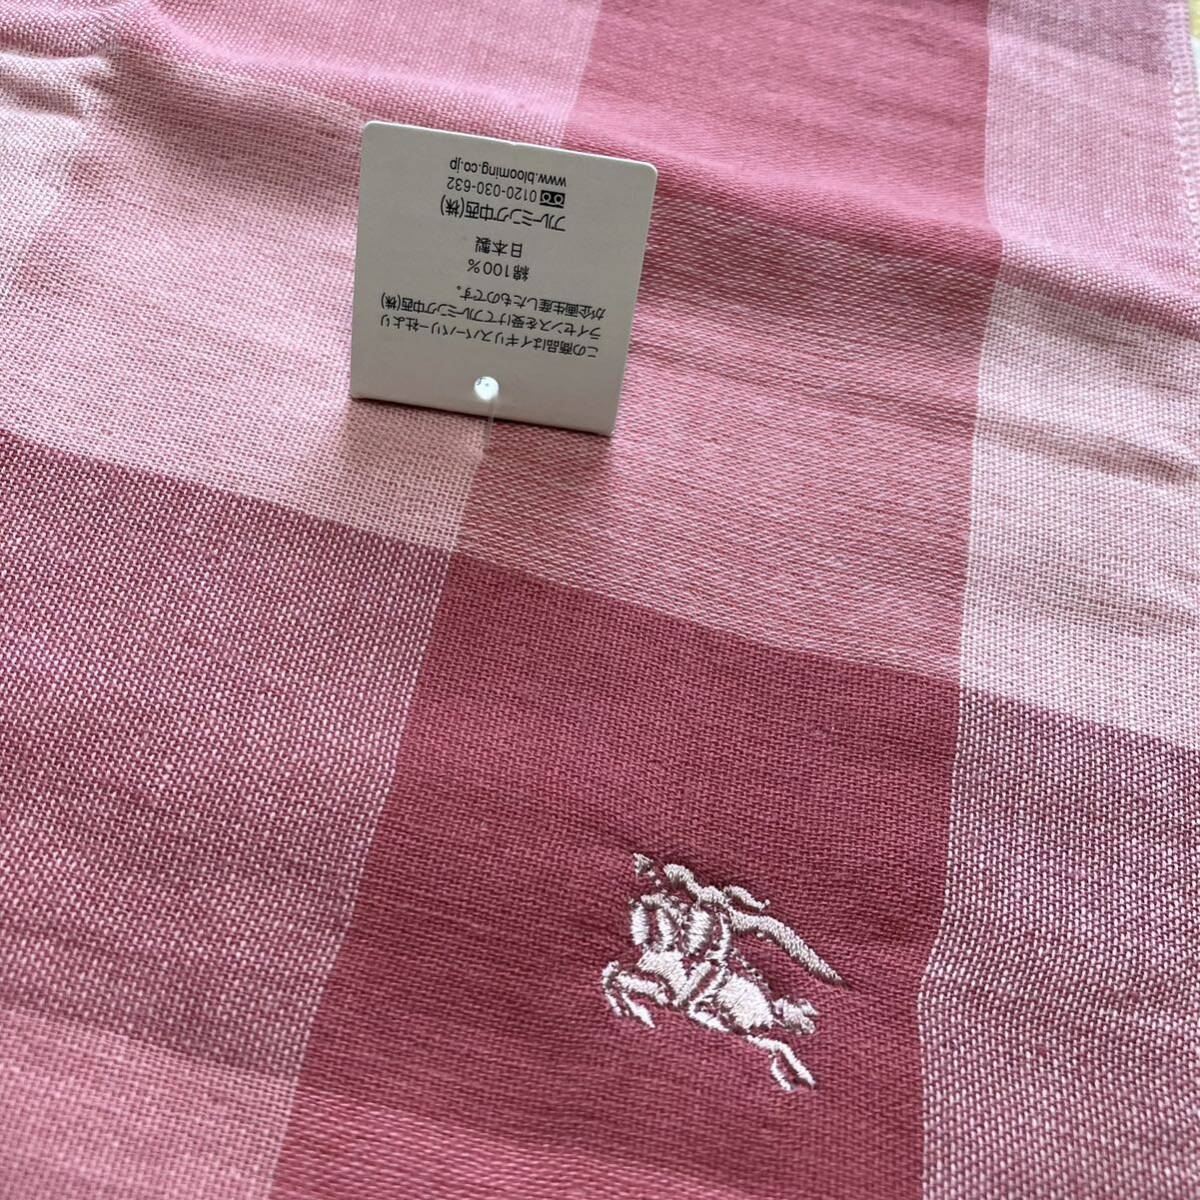 この商品はイギリスバーバリー社より
ライセンスを受けてブルーミング中西(株)
が企画生産したものです。
綿100%
日本製
ブルーミング中西(株)
0120-030-632
www.blooming.co.jp